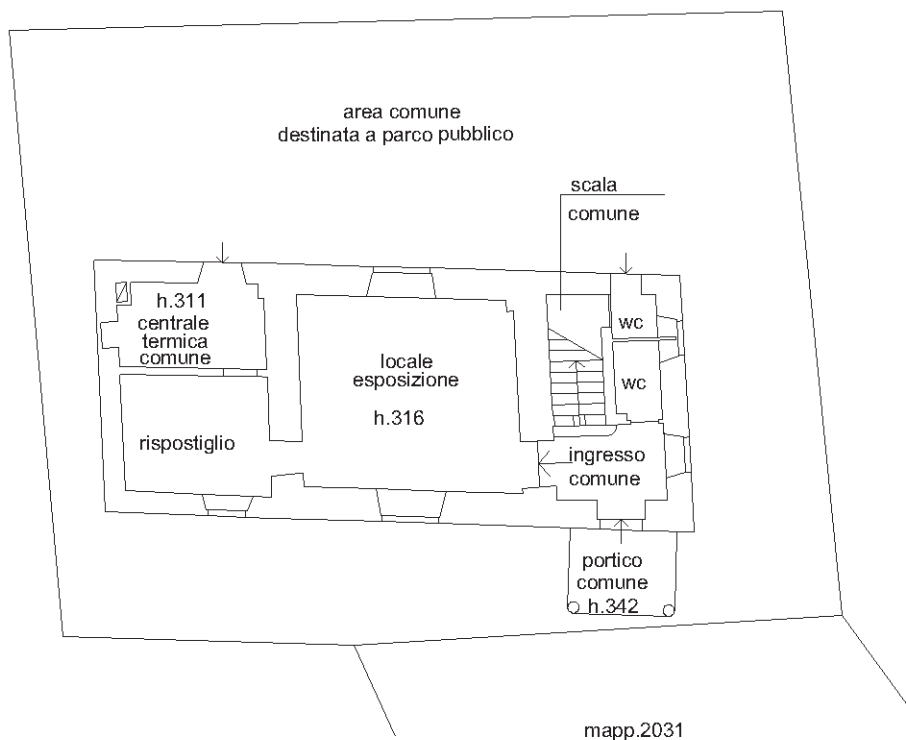 area comune
destinata a parco pubblico
scala
comune
h.311
centrale
termica
comune
wc
locale
esposizione
wc
h.316
rispostiglio
ingresso
comune
portico
comune
h.342
mapp.2031